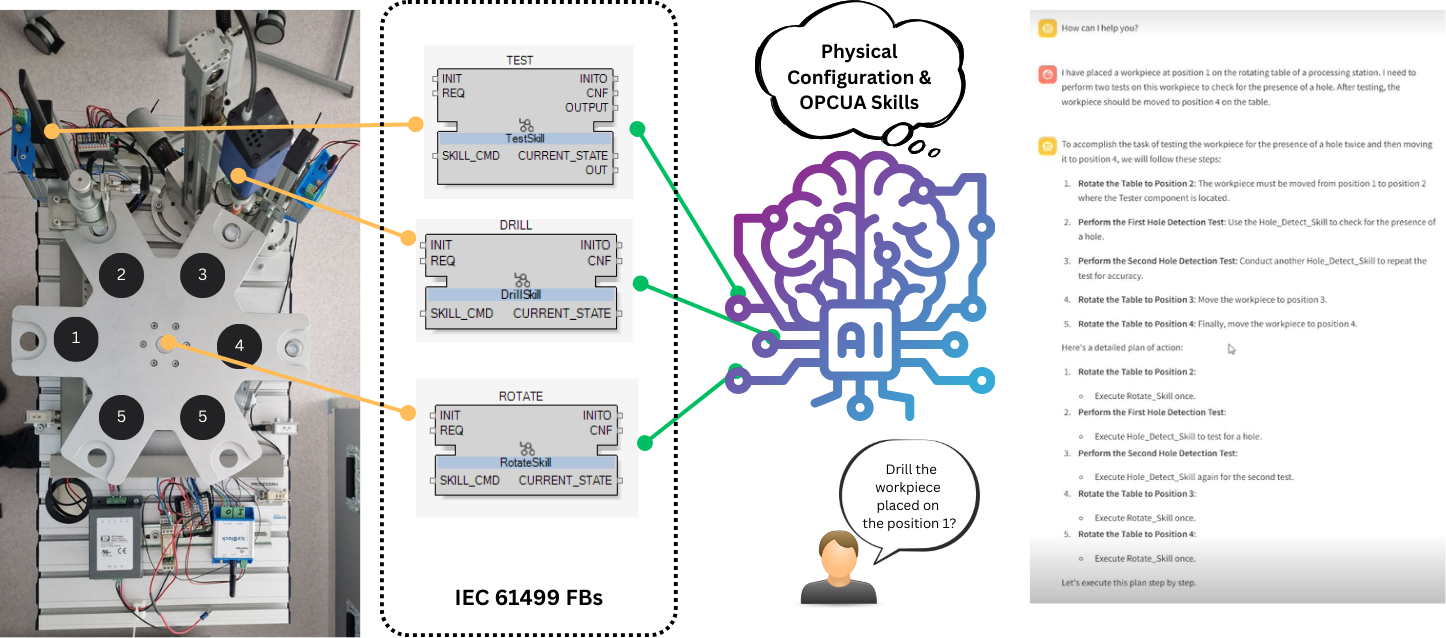 2
3
1
4
5
5
PROCESSING
TEST
INIT
INITO
REQ
CNF
OUTPUT
TestSkill
SKILL_CMD
CURRENT_STATE
OUT
DRILL
INIT
INITO
REQ
CNF
DrillSkill
SKILL_CMD
CURRENT_STATE
ROTATE
INIT
INITO
REQ
CNF
RotateSkill
SKILL_CMD
CURRENT_STATE
IEC 61499 FBs
Physical
Configuration &
OPCUA Skills
AI
Drill the
workpiece
placed on
the position 1?
How can I help you?
I have placed a workpiece at position 1 on the rotating table of a processing station. I need to
perform two tests on this workpiece to check for the presence of a hole. After testing, the
workpiece should be moved to position 4 on the table.
To accomplish the task of testing the workpiece for the presence of a hole twice and then moving
it to position 4, we will follow these steps:
1. Rotate the Table to Position 2: The workpiece must be moved from position 1 to position 2
where the Tester component is located.
2. Perform the First Hole Detection Test: Use the Hole_Detect_Skill to check for the presence of
a hole.
3. Perform the Second Hole Detection Test: Conduct another Hole_Detect_Skill to repeat the
test for accuracy.
4. Rotate the Table to Position 3: Move the workpiece to position 3.
5. Rotate the Table to Position 4: Finally, move the workpiece to position 4.
Here's a detailed plan of action:
1. Rotate the Table to Position 2:
Execute Rotate_Skill once.
2. Perform the First Hole Detection Test:
Execute Hole_Detect_Skill to test for a hole.
3. Perform the Second Hole Detection Test:
Execute Hole_Detect_Skill again for the second test.
4. Rotate the Table to Position 3:
Execute Rotate_Skill once.
5. Rotate the Table to Position 4:
Execute Rotate_Skill once.
Let's execute this plan step by step.